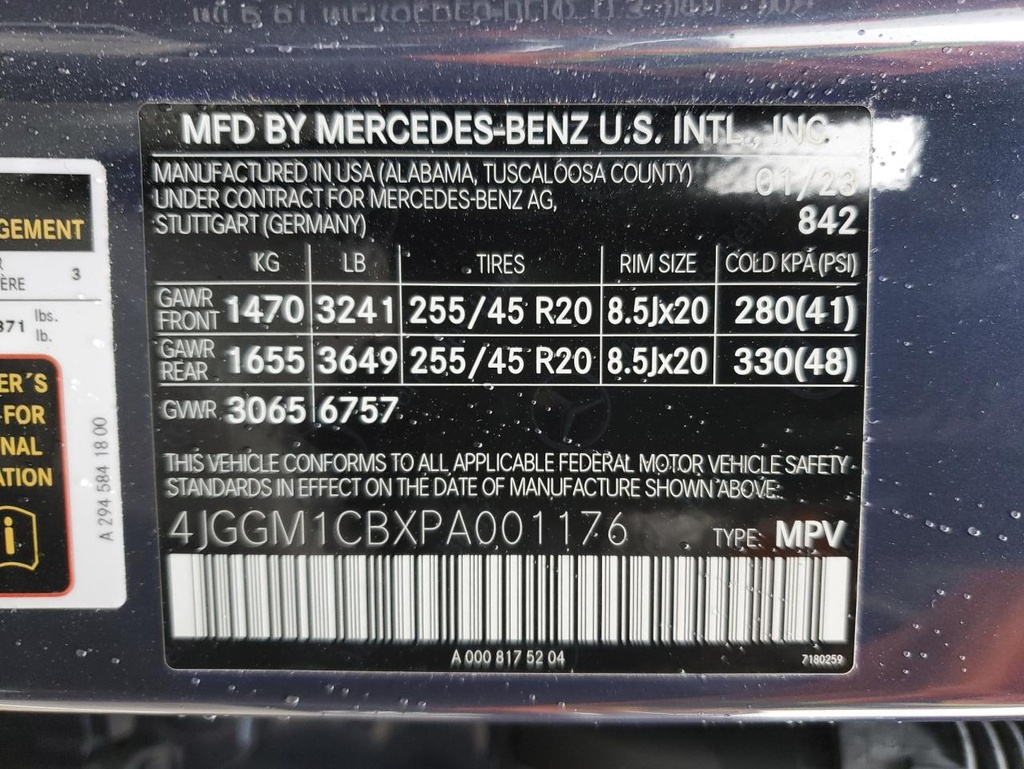 MFD BY MERCEDES-BENZ U.S. INTL., INC.
MANUFACTURED IN USA (ALABAMA, TUSCALOOSA COUNTY) 01/23
UNDER CONTRACT FOR MERCEDES-BENZ AG,
STUTTGART (GERMANY) 842
KG LB TIRES RIM SIZE COLD KPA (PSI)
GAWR FRONT 1470 3241 255/45 R20 8.5Jx20 280(41)
GAWR REAR 1655 3649 255/45 R20 8.5Jx20 330(48)
GVWR 3065 6757
THIS VEHICLE CONFORMS TO ALL APPLICABLE FEDERAL MOTOR VEHICLE SAFETY
STANDARDS IN EFFECT ON THE DATE OF MANUFACTURE SHOWN ABOVE:
4JGGM1CBXPA001176 TYPE: MPV
A 000 817 52 04 7180259
GEMENT
ÈRE 3
871 lbs.
lb.
ER´S
-FOR
NAL
ATION
i
A 294 584 18 00